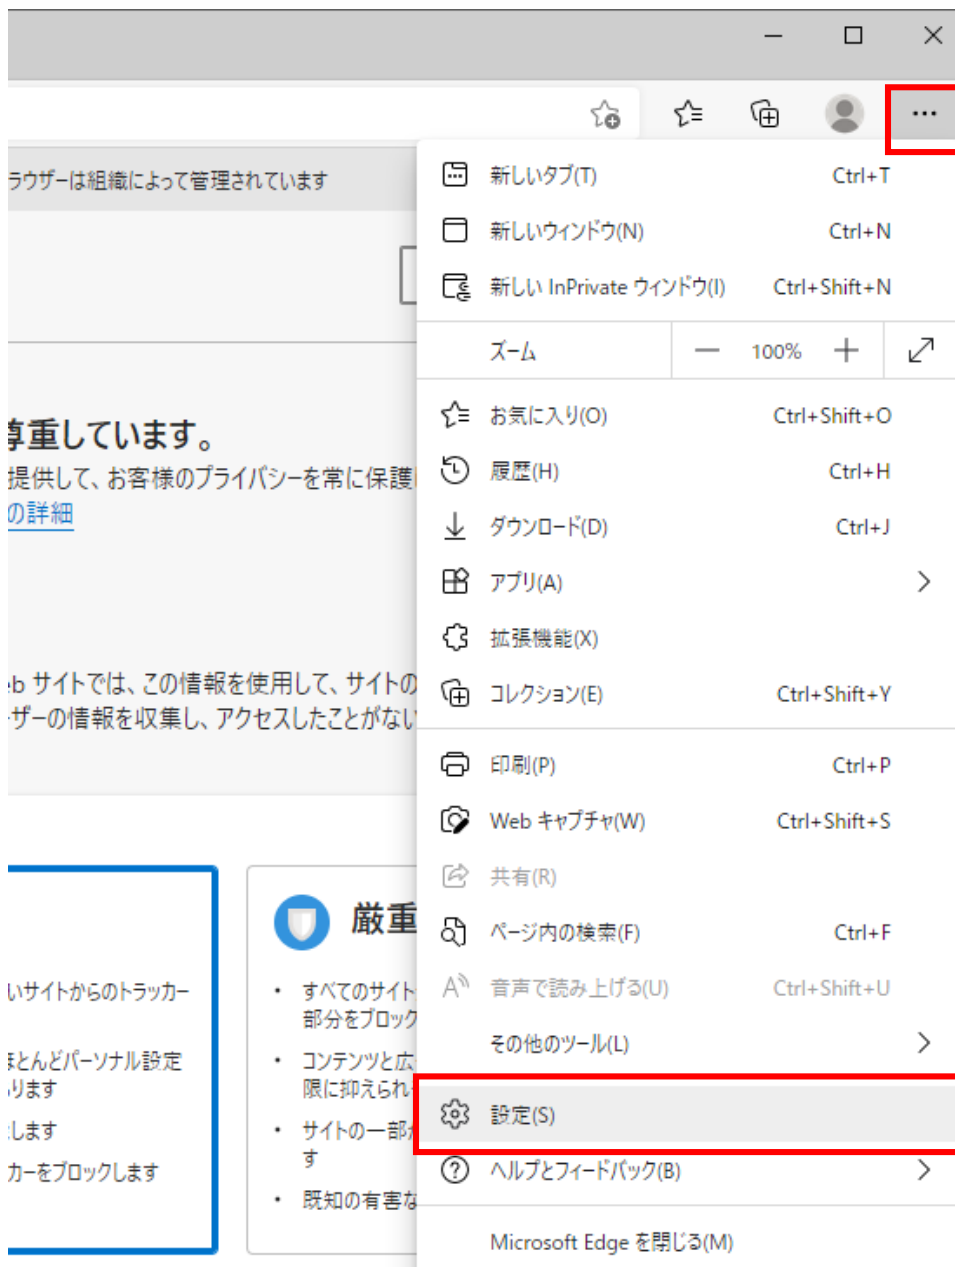 ラウザーは組織によって管理されています
新しいタブ(T) Ctrl+T
新しいウィンドウ(N) Ctrl+N
新しい InPrivate ウィンドウ(I) Ctrl+Shift+N
ズーム 100%
お気に入り(O) Ctrl+Shift+O
履歴(H) Ctrl+H
ダウンロード(D) Ctrl+J
アプリ(A)
拡張機能(X)
コレクション(E) Ctrl+Shift+Y
印刷(P) Ctrl+P
Web キャプチャ(W) Ctrl+Shift+S
共有(R)
ページ内の検索(F) Ctrl+F
音声で読み上げる(U) Ctrl+Shift+U
その他のツール(L)
設定(S)
ヘルプとフィードバック(B)
Microsoft Edge を閉じる(M)
尊重しています。
提供して、お客様のプライバシーを常に保護
の詳細
eb サイトでは、この情報を使用して、サイトの
ーザーの情報を収集し、アクセスしたことがない
いサイトからのトラッカー
ほとんどパーソナル設定
ります
します
カーをブロックします
厳重
• すべてのサイト
部分をブロック
• コンテンツと広
限に抑えられ
• サイトの一部が
す
• 既知の有害な